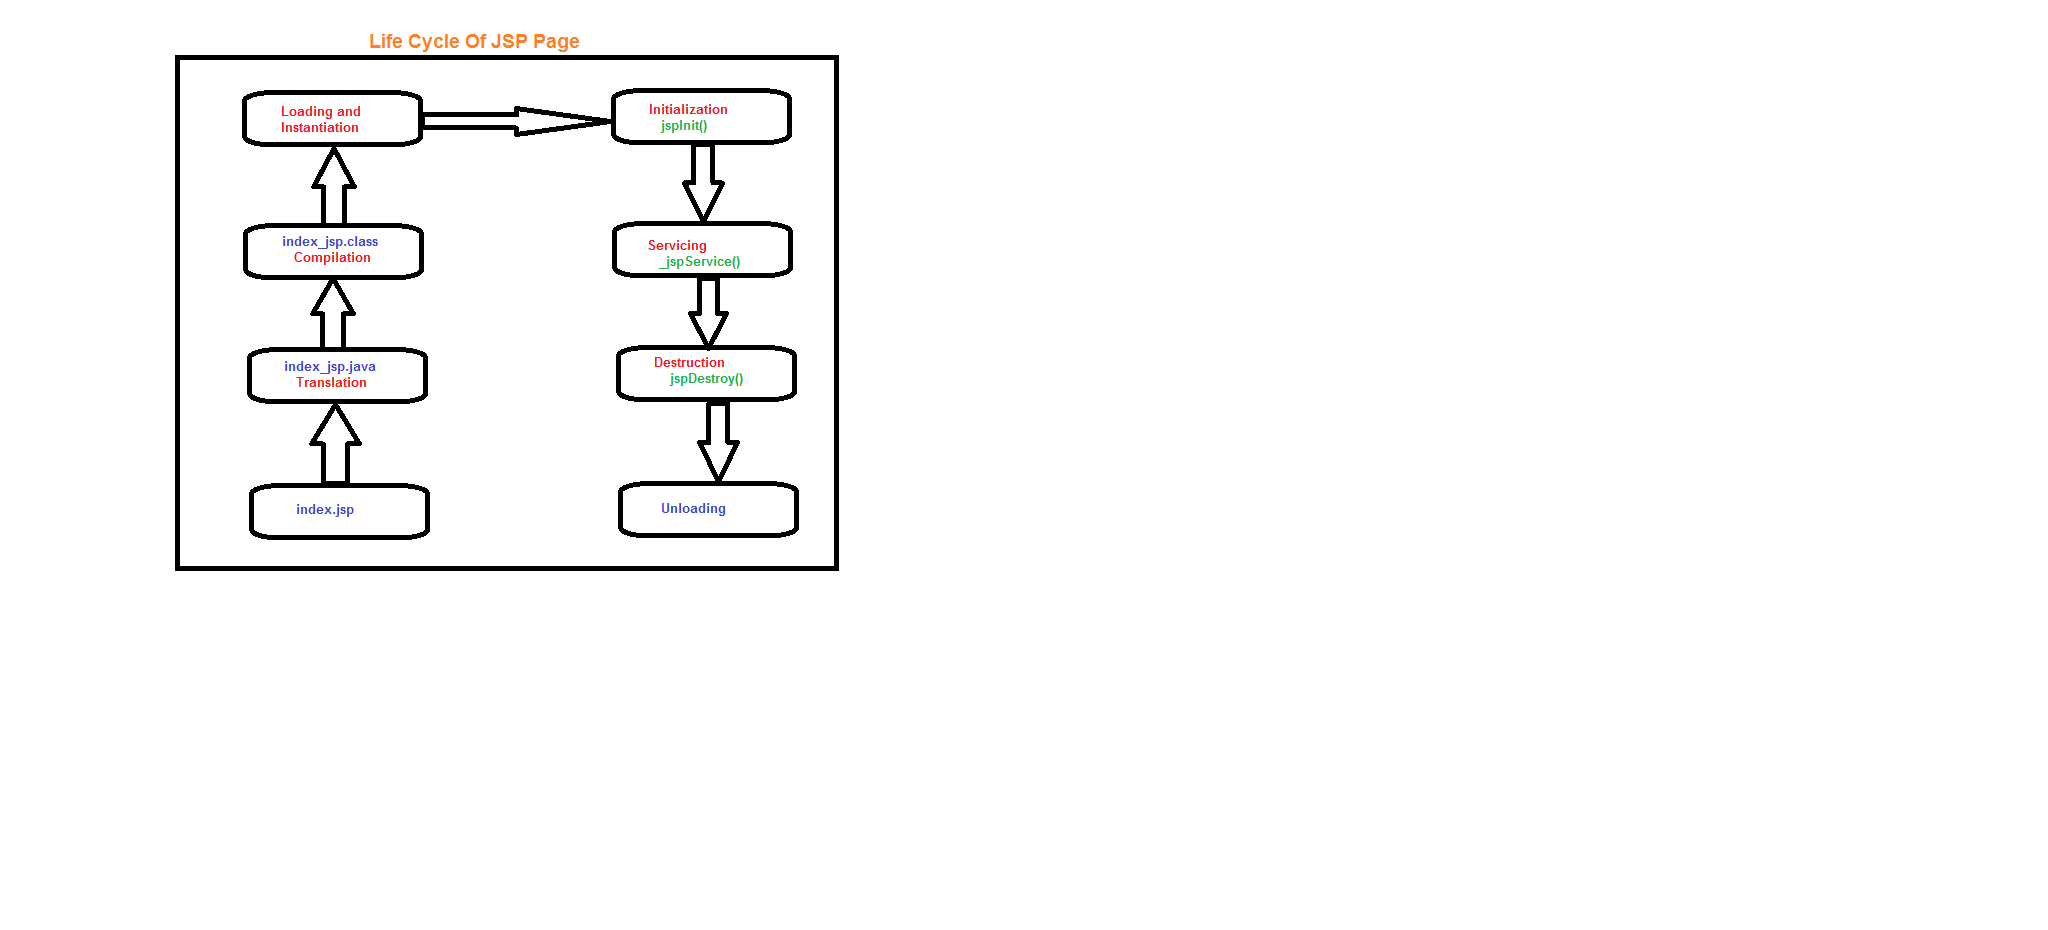 Life Cycle Of JSP Page
Loading and
Instantiation
Initialization
jspInit()
index_jsp.class
Compilation
Servicing
_jspService()
index_jsp.java
Translation
Destruction
jspDestroy()
index.jsp
Unloading